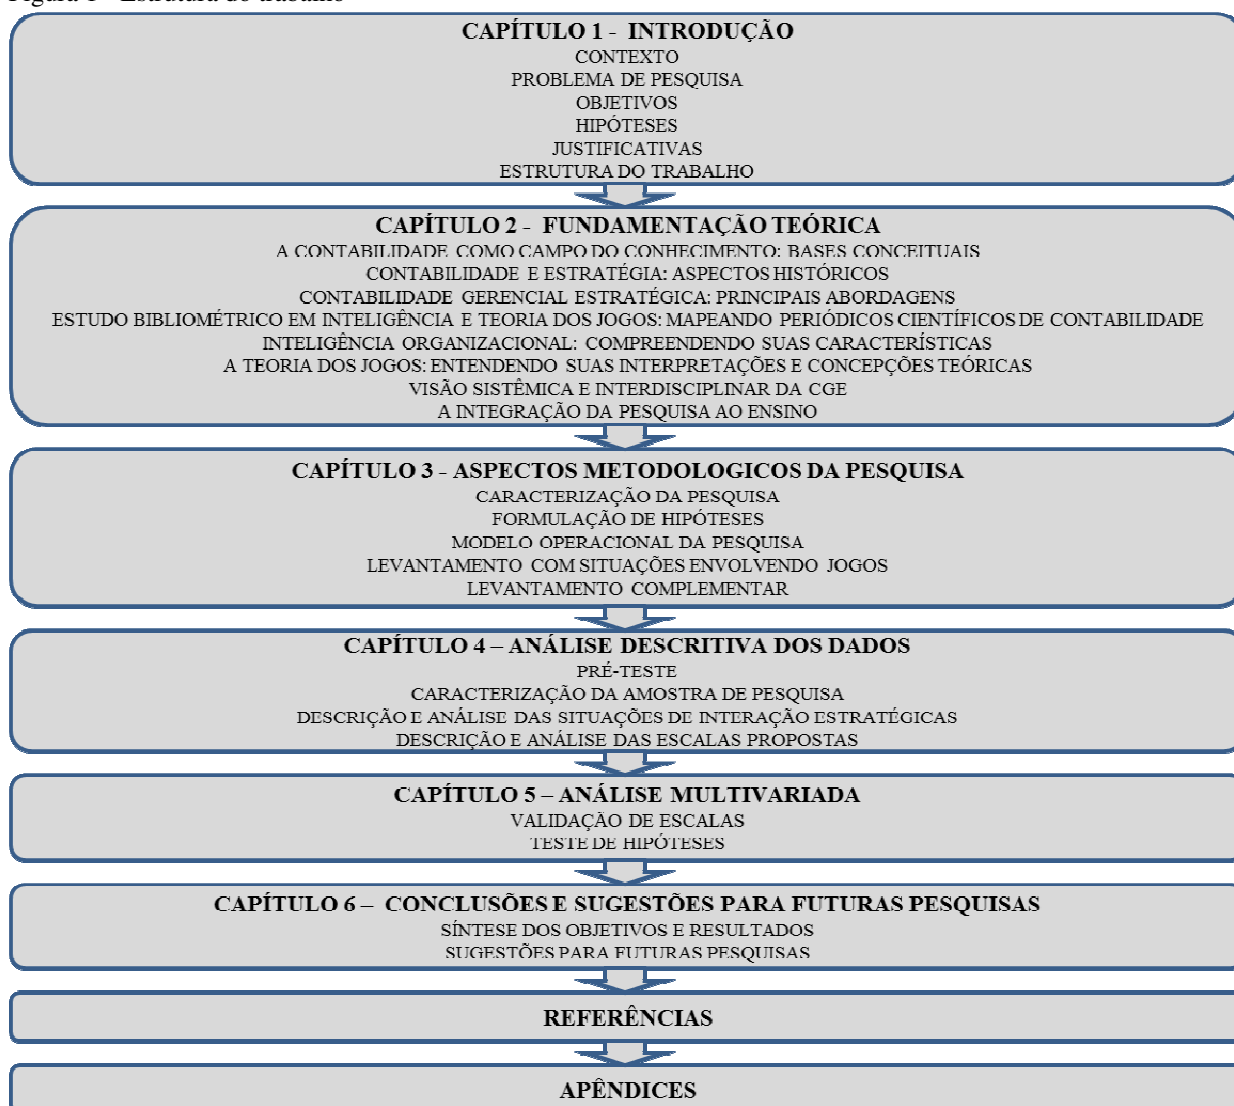 Figura 1 - Estrutura do trabalho
CAPÍTULO 1 - INTRODUÇÃO
CONTEXTO
PROBLEMA DE PESQUISA
OBJETIVOS
HIPÓTESES
JUSTIFICATIVAS
ESTRUTURA DO TRABALHO
CAPÍTULO 2 - FUNDAMENTAÇÃO TEÓRICA
A CONTABILIDADE COMO CAMPO DO CONHECIMENTO: BASES CONCEITUAIS
CONTABILIDADE E ESTRATÉGIA: ASPECTOS HISTÓRICOS
CONTABILIDADE GERENCIAL ESTRATÉGICA: PRINCIPAIS ABORDAGENS
ESTUDO BIBLIOMÉTRICO EM INTELIGÊNCIA E TEORIA DOS JOGOS: MAPEANDO PERIÓDICOS CIENTÍFICOS DE CONTABILIDADE
INTELIGÊNCIA ORGANIZACIONAL: COMPREENDENDO SUAS CARACTERÍSTICAS
A TEORIA DOS JOGOS: ENTENDENDO SUAS INTERPRETAÇÕES E CONCEPÇÕES TEÓRICAS
VISÃO SISTÊMICA E INTERDISCIPLINAR DA CGE
A INTEGRAÇÃO DA PESQUISA AO ENSINO
CAPÍTULO 3 - ASPECTOS METODOLOGICOS DA PESQUISA
CARACTERIZAÇÃO DA PESQUISA
FORMULAÇÃO DE HIPÓTESES
MODELO OPERACIONAL DA PESQUISA
LEVANTAMENTO COM SITUAÇÕES ENVOLVENDO JOGOS
LEVANTAMENTO COMPLEMENTAR
CAPÍTULO 4 – ANÁLISE DESCRITIVA DOS DADOS
PRÉ-TESTE
CARACTERIZAÇÃO DA AMOSTRA DE PESQUISA
DESCRIÇÃO E ANÁLISE DAS SITUAÇÕES DE INTERAÇÃO ESTRATÉGICAS
DESCRIÇÃO E ANÁLISE DAS ESCALAS PROPOSTAS
CAPÍTULO 5 – ANÁLISE MULTIVARIADA
VALIDAÇÃO DE ESCALAS
TESTE DE HIPÓTESES
CAPÍTULO 6 – CONCLUSÕES E SUGESTÕES PARA FUTURAS PESQUISAS
SÍNTESE DOS OBJETIVOS E RESULTADOS
SUGESTÕES PARA FUTURAS PESQUISAS
REFERÊNCIAS
APÊNDICES